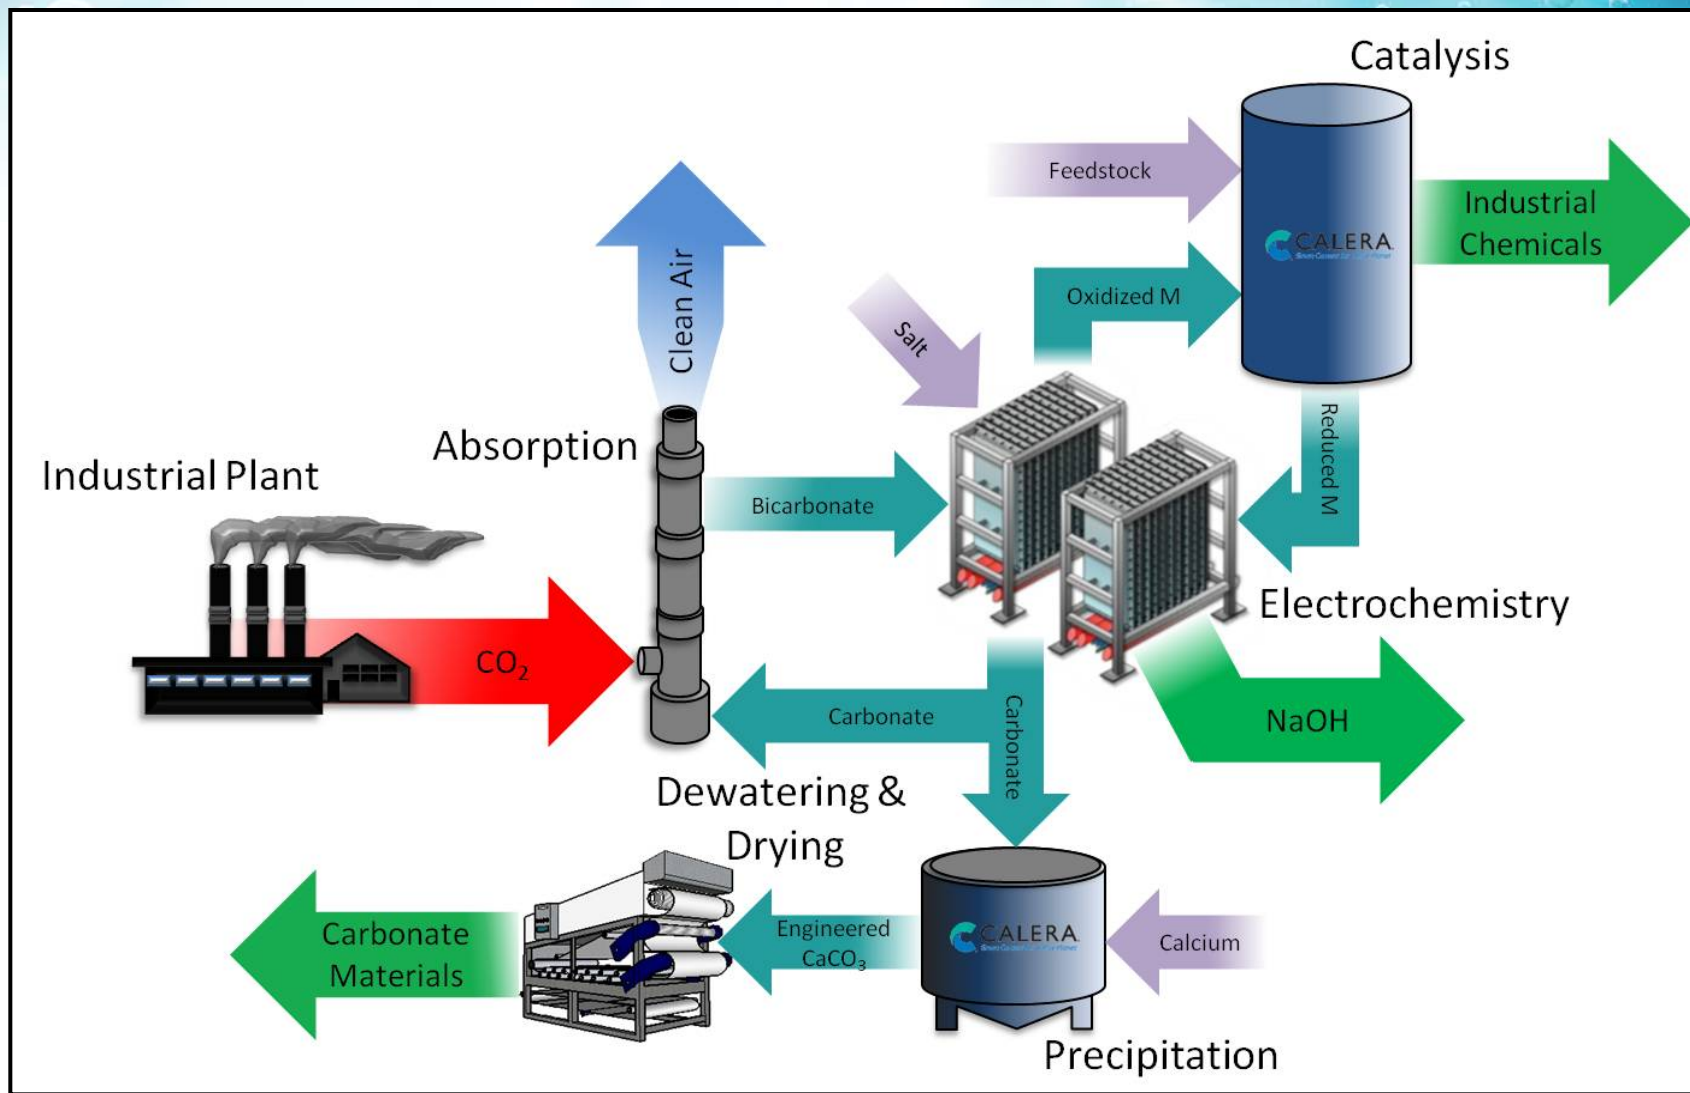 Catalysis
Feedstock
Industrial
Chemicals
CALERA
Oxidized M
Clean Air
Salt
Reduced M
Absorption
Industrial Plant
Bicarbonate
Electrochemistry
CO₂
Carbonate
Carbonate
NaOH
Dewatering &
Drying
Carbonate
Materials
Engineered
CaCO₃
CALERA
Calcium
Precipitation